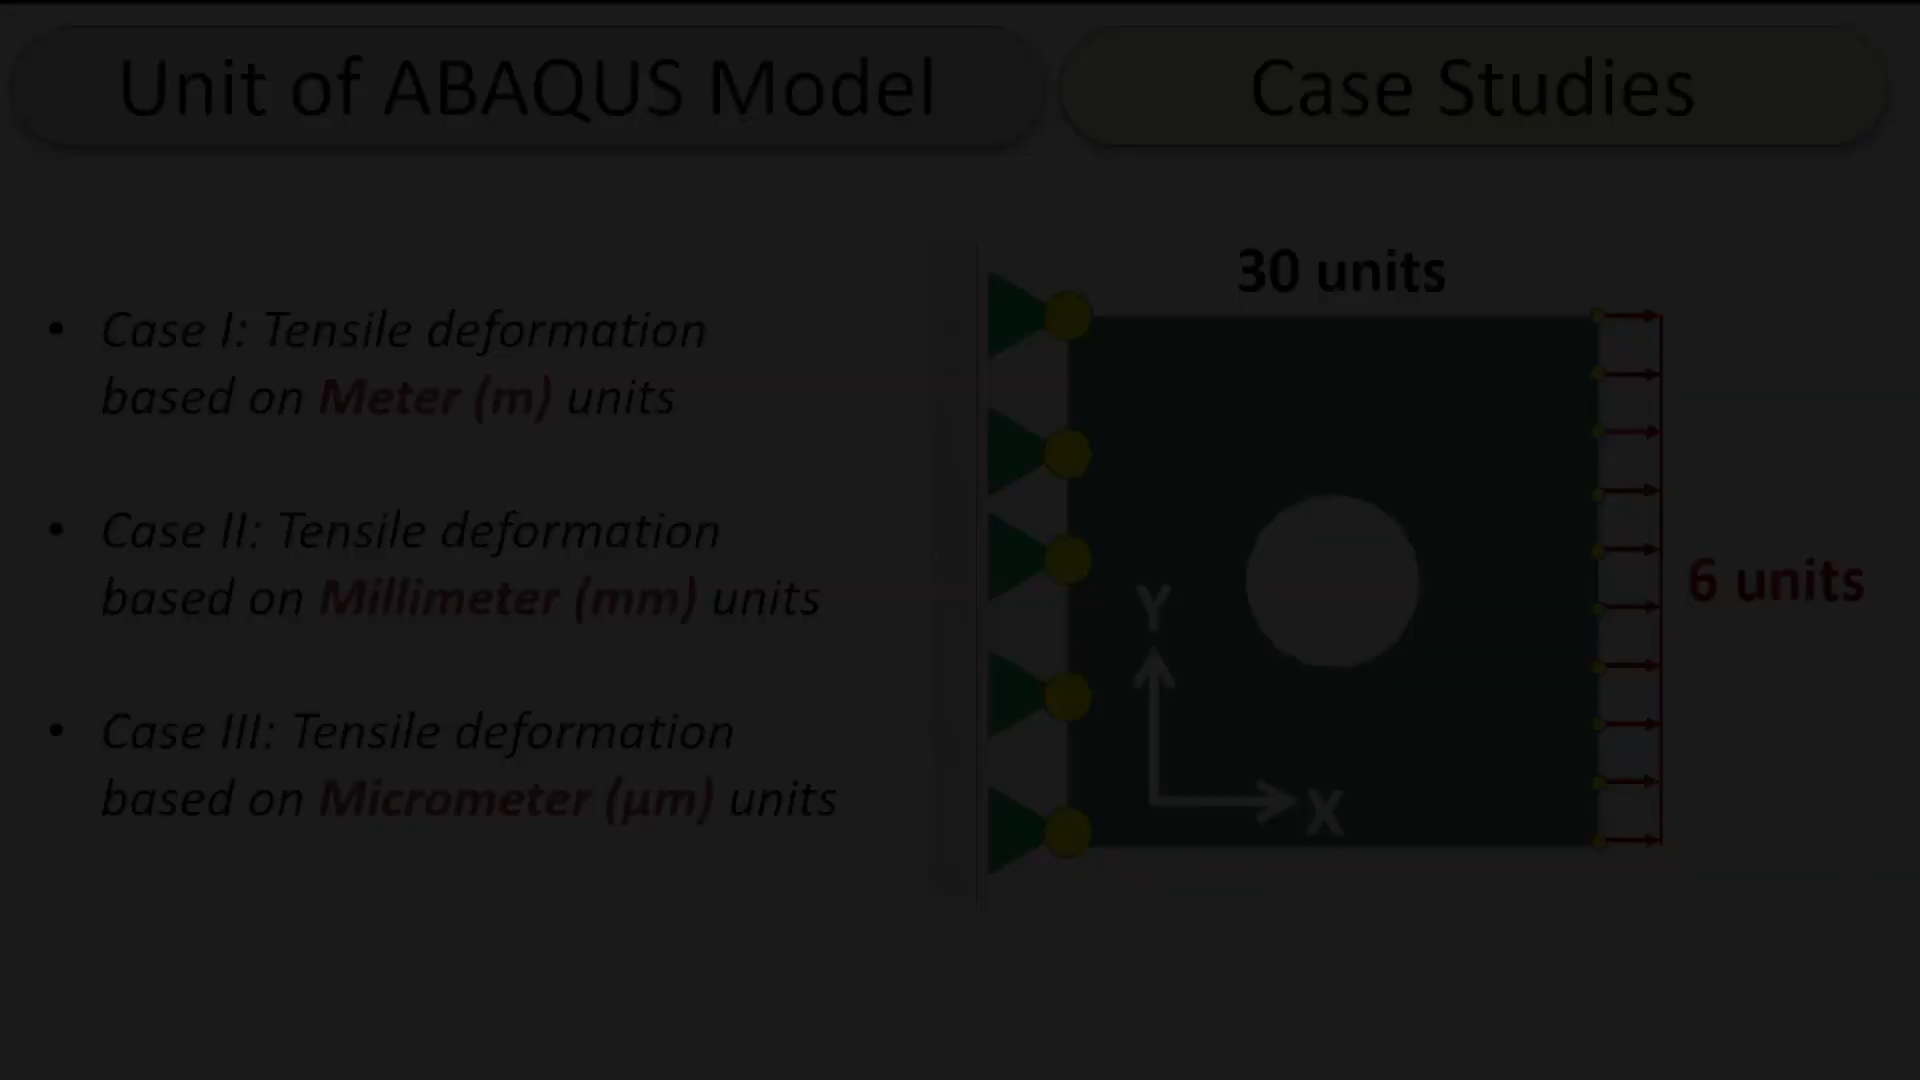 Unit of ABAQUS Model
Case Studies
• Case I: Tensile deformation
based on Meter (m) units
• Case II: Tensile deformation
based on Millimeter (mm) units
• Case III: Tensile deformation
based on Micrometer (μm) units
30 units
6 units
Y
X